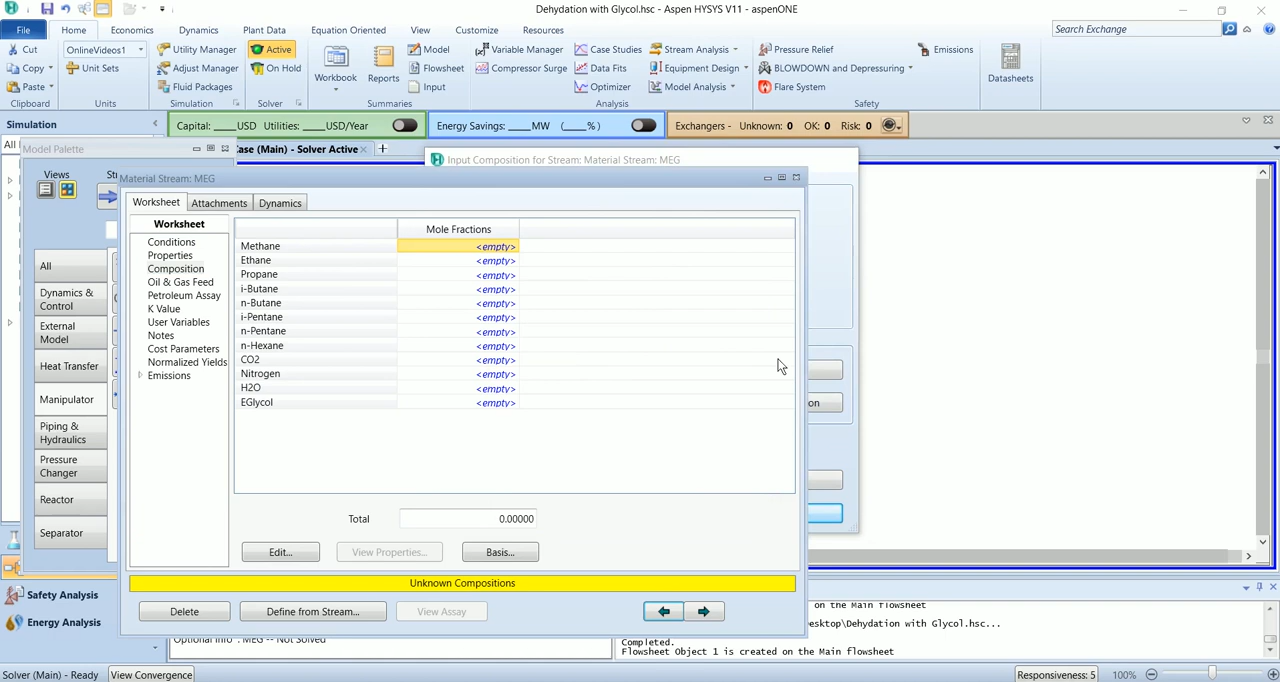 Dehydation with Glycol.hsc - Aspen HYSYS V11 - aspenONE
File Home Economics Dynamics Plant Data Equation Oriented View Customize Resources Search Exchange
Cut OnlineVideos1 Utility Manager Active Model Variable Manager Case Studies Stream Analysis Pressure Relief Emissions
Copy Unit Sets Adjust Manager On Hold Workbook Reports Flowsheet Compressor Surge Data Fits Equipment Design BLOWDOWN and Depressuring Datasheets
Paste Fluid Packages Input Optimizer Model Analysis Flare System
Clipboard Units Simulation Solver Summaries Analysis Safety
Simulation Capital: ____USD Utilities: ____USD/Year Energy Savings: ____MW (____%) Exchangers - Unknown: 0 OK: 0 Risk: 0
All Model Palette ase (Main) - Solver Active
Input Composition for Stream: Material Stream: MEG
Views
Material Stream: MEG
Worksheet Attachments Dynamics
Worksheet
Conditions
Properties
Composition
Oil & Gas Feed
Petroleum Assay
K Value
User Variables
Notes
Cost Parameters
Normalized Yields
Emissions
Mole Fractions
Methane <empty>
Ethane <empty>
Propane <empty>
i-Butane <empty>
n-Butane <empty>
i-Pentane <empty>
n-Pentane <empty>
n-Hexane <empty>
CO2 <empty>
Nitrogen <empty>
H2O <empty>
EGlycol <empty>
Total 0.00000
Edit... View Properties... Basis...
Unknown Compositions
Delete Define from Stream... View Assay
All
Dynamics &
Control
External
Model
Heat Transfer
Manipulator
Piping &
Hydraulics
Pressure
Changer
Reactor
Separator
on
Safety Analysis
Energy Analysis
Optional Info : MEG -- Not Solved
on the Main flowsheet
sktop\Dehydation with Glycol.hsc...
Completed.
Flowsheet Object 1 is created on the Main flowsheet
Solver (Main) - Ready View Convergence Responsiveness: 5 100%